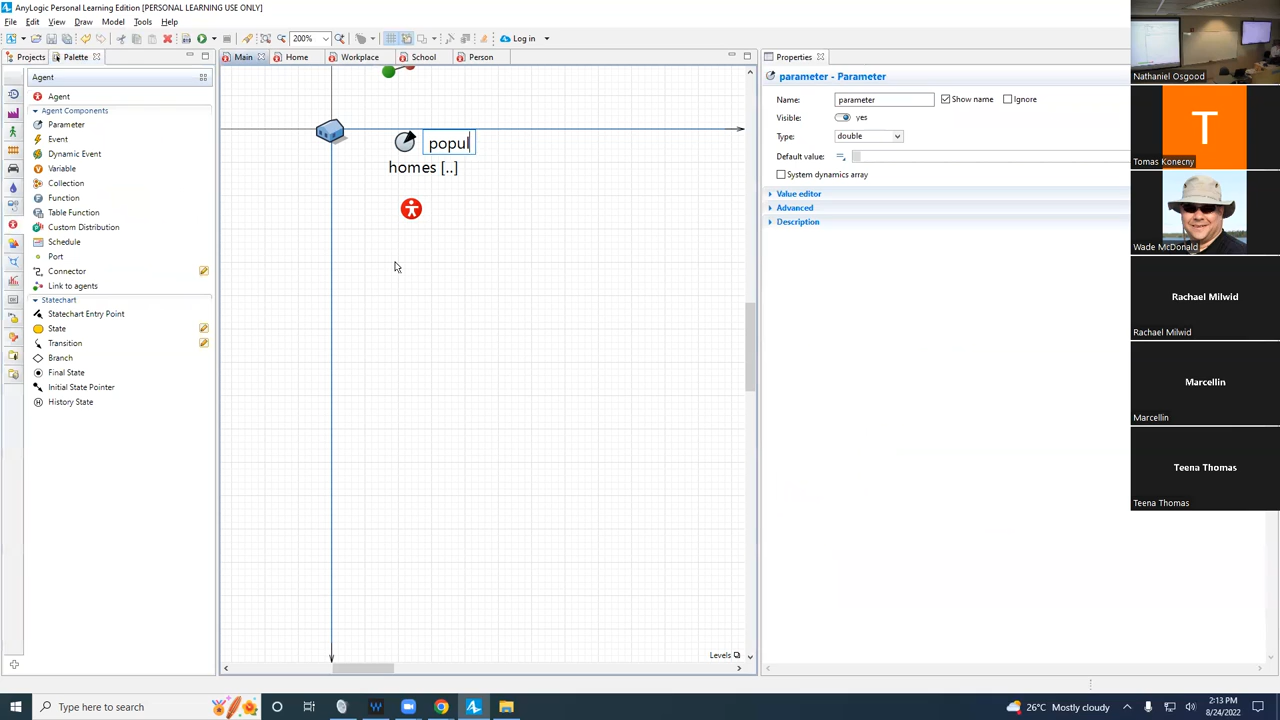 AnyLogic Personal Learning Edition [PERSONAL LEARNING USE ONLY]
File Edit View Draw Model Tools Help
200% Log in
Projects Palette
Main Home Workplace School Person
Properties
Agent
Agent
Agent Components
Parameter
Event
Dynamic Event
Variable
Collection
Function
Table Function
Custom Distribution
Schedule
Port
Connector
Link to agents
Statechart
Statechart Entry Point
State
Transition
Branch
Final State
Initial State Pointer
History State
popul
homes [..]
Levels
parameter - Parameter
Name: parameter Show name Ignore
Visible: yes
Type: double
Default value:
System dynamics array
Value editor
Advanced
Description
Nathaniel Osgood
T
Tomas Konecny
Wade McDonald
Rachael Milwid
Rachael Milwid
Marcellin
Marcellin
Teena Thomas
Teena Thomas
Type here to search
26°C Mostly cloudy
2:13 PM
8/24/2022